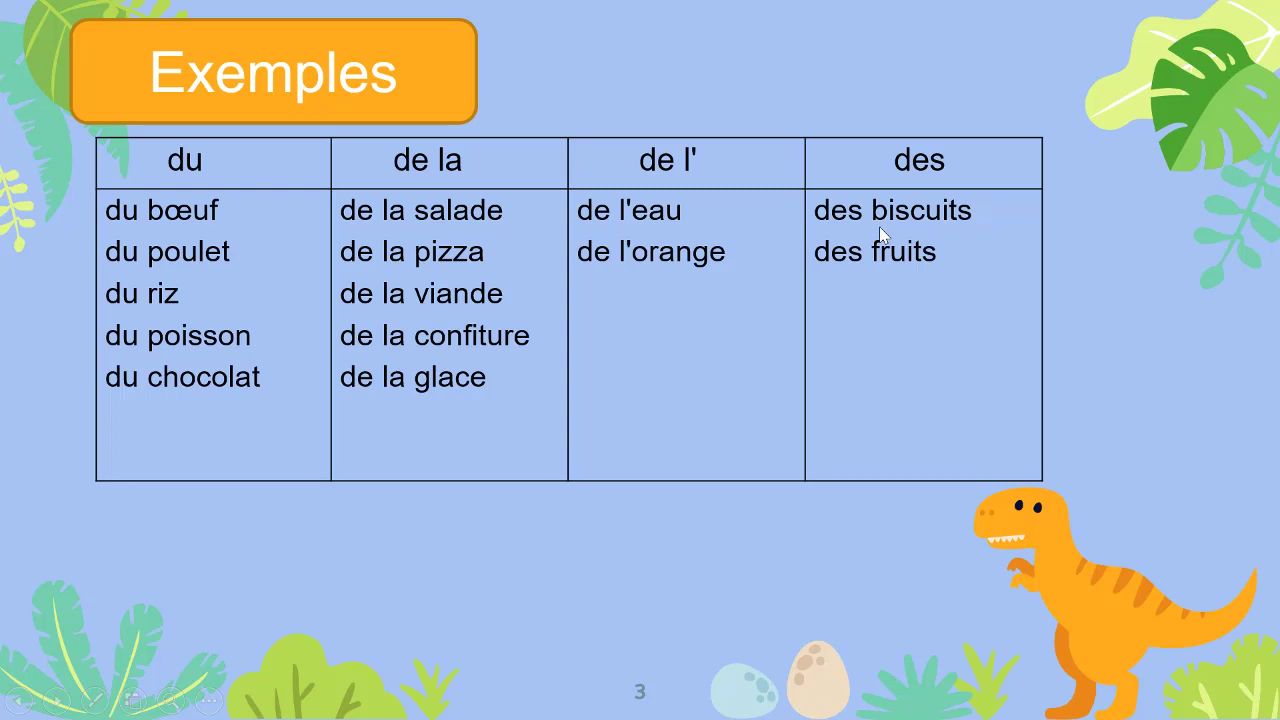 Exemples
du de la de l' des
du bœuf de la salade de l'eau des biscuits
du poulet de la pizza de l'orange des fruits
du riz de la viande
du poisson de la confiture
du chocolat de la glace
3